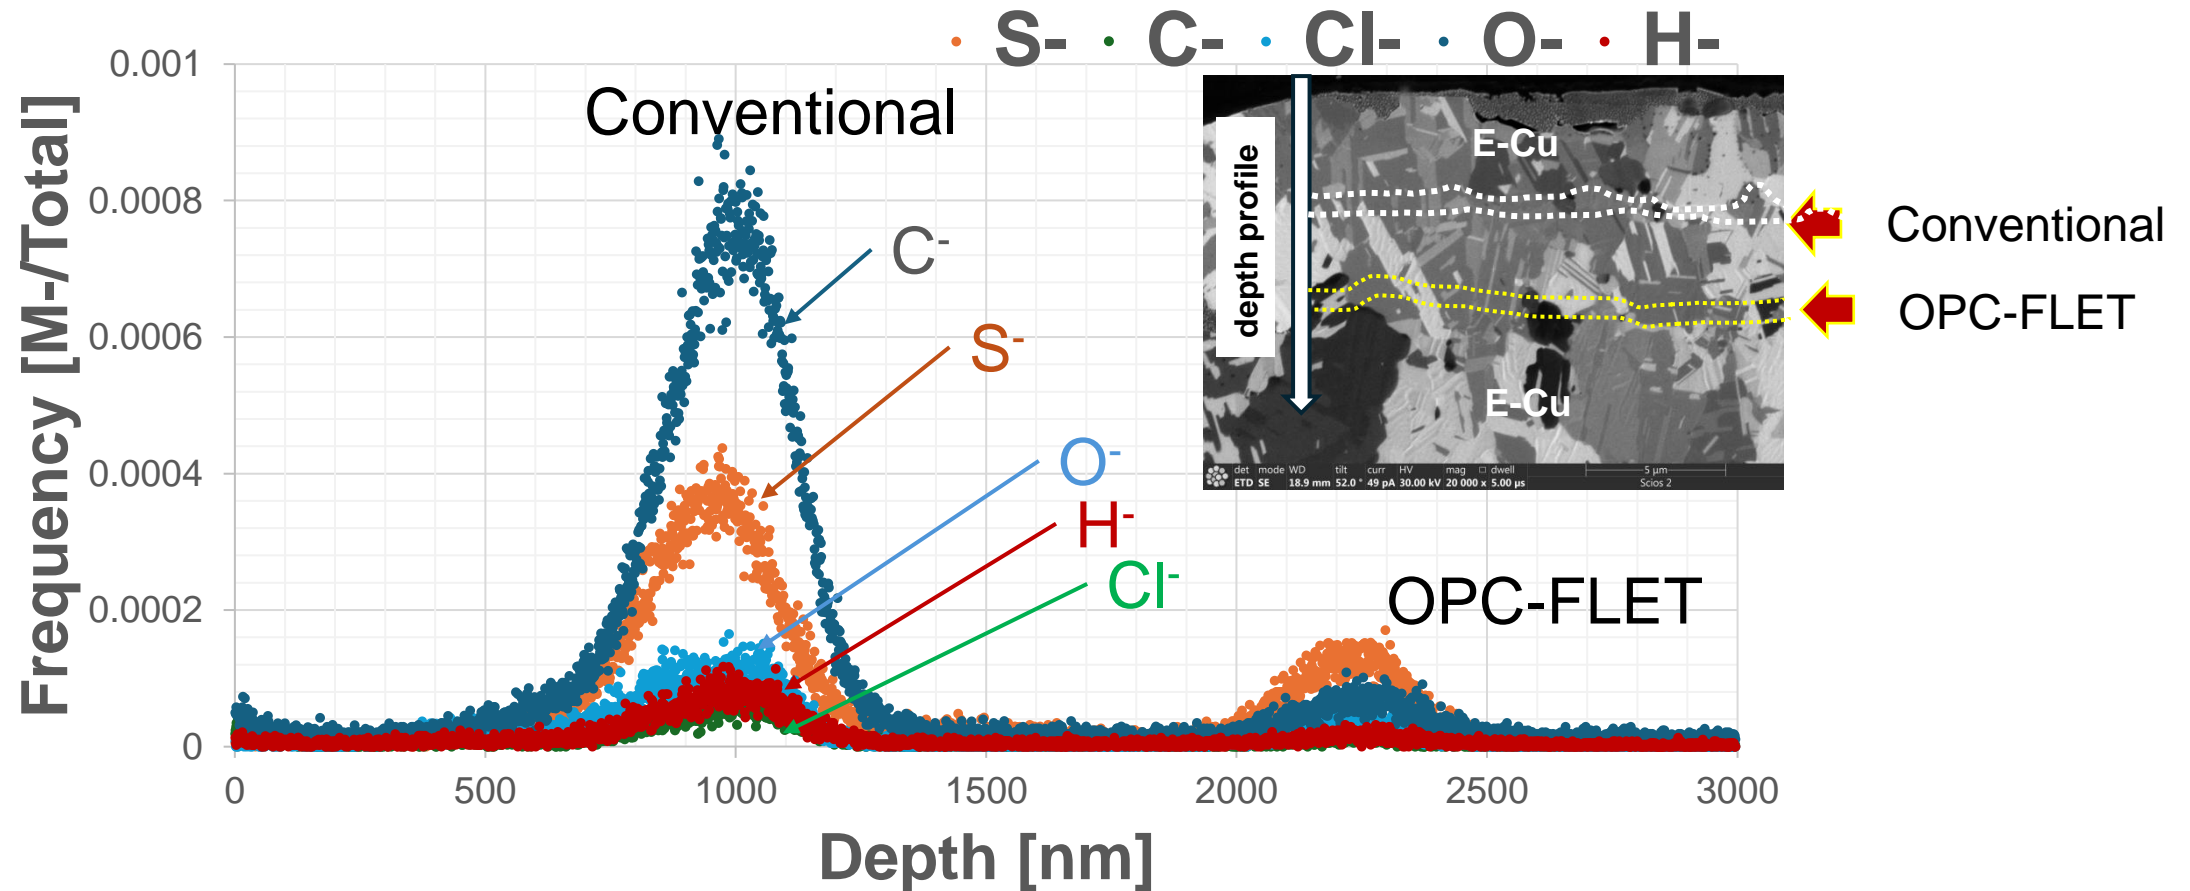 S- C- Cl- O- H-
Frequency [M-/Total]
0.001
0.0008
0.0006
0.0004
0.0002
0
Conventional
C-
S-
O-
H-
Cl-
OPC-FLET
depth profile
E-Cu
E-Cu
det mode WD tilt curr HV mag □ dwell
ETD SE 18.9 mm 52.0 ° 49 pA 30.00 kV 20 000 x 5.00 µs
5 µm
Scios 2
Conventional
OPC-FLET
0 500 1000 1500 2000 2500 3000
Depth [nm]